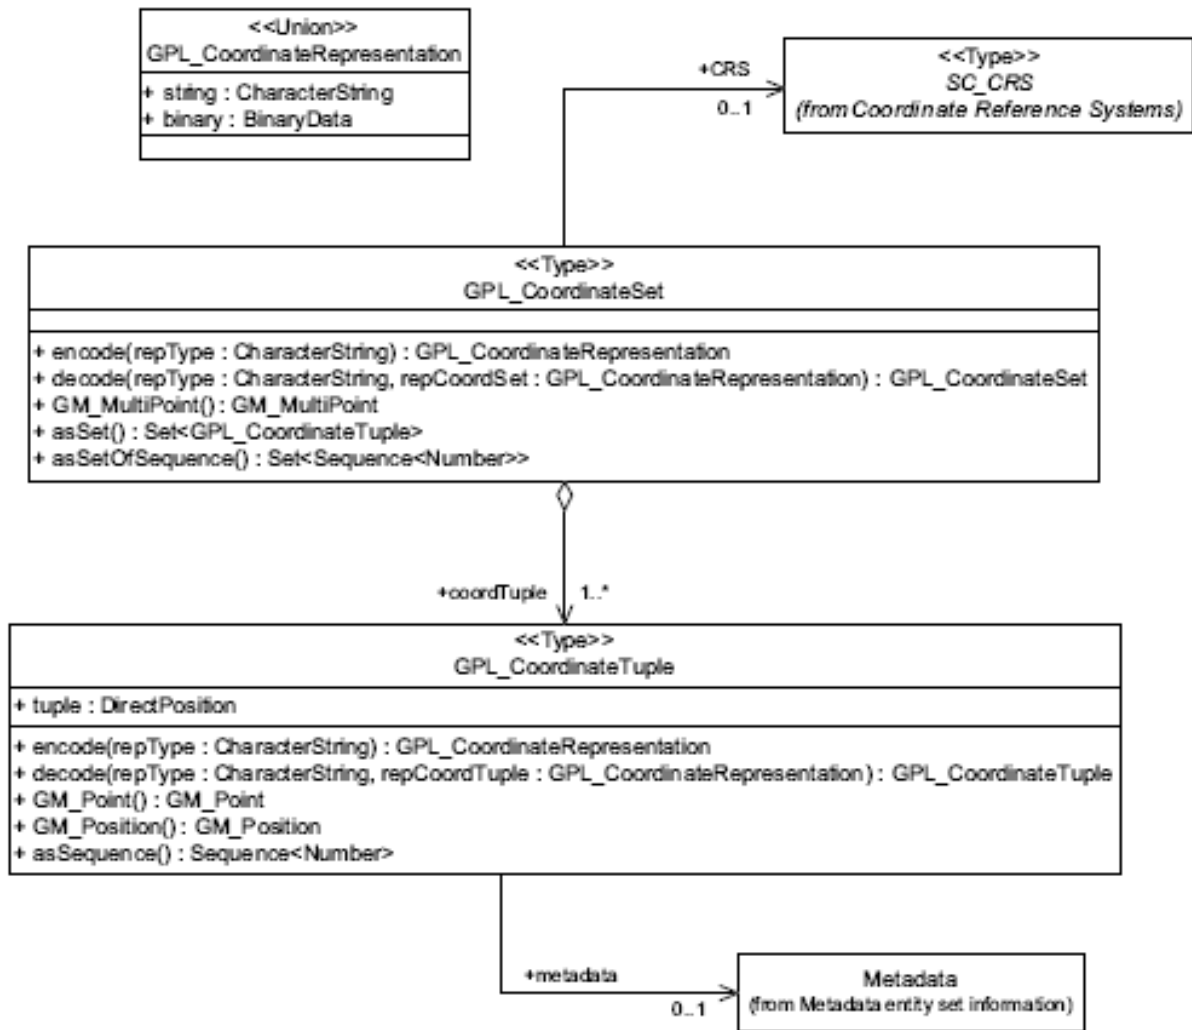 <<Union>>
GPL_CoordinateRepresentation
+ string : CharacterString
+ binary : BinaryData
+CRS
0..1
<<Type>>
SC_CRS
(from Coordinate Reference Systems)
<<Type>>
GPL_CoordinateSet
+ encode(repType : CharacterString) : GPL_CoordinateRepresentation
+ decode(repType : CharacterString, repCoordSet : GPL_CoordinateRepresentation) : GPL_CoordinateSet
+ GM_MultiPoint() : GM_MultiPoint
+ asSet() : Set<GPL_CoordinateTuple>
+ asSetOfSequence() : Set<Sequence<Number>>
+coordTuple 1..*
<<Type>>
GPL_CoordinateTuple
+ tuple : DirectPosition
+ encode(repType : CharacterString) : GPL_CoordinateRepresentation
+ decode(repType : CharacterString, repCoordTuple : GPL_CoordinateRepresentation) : GPL_CoordinateTuple
+ GM_Point() : GM_Point
+ GM_Position() : GM_Position
+ asSequence() : Sequence<Number>
+metadata
0..1
Metadata
(from Metadata entity set information)